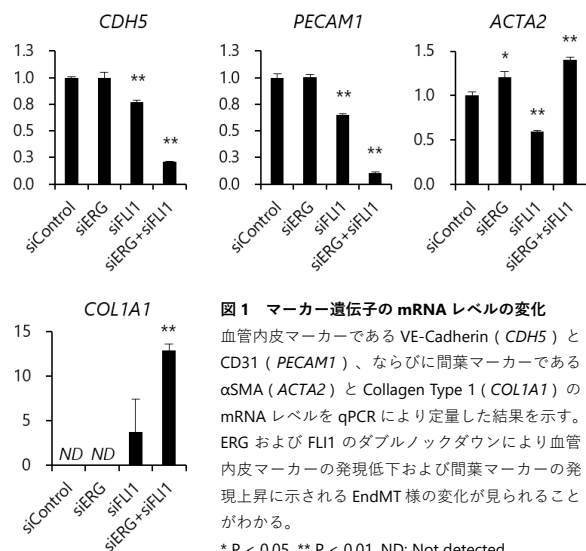 CDH5
1.3
1.0
0.8
0.5
0.3
0.0
**
**
siControl
siERG
siFLI1
siERG+siFLI1
PECAM1
1.3
1.0
0.8
0.5
0.3
0.0
**
**
siControl
siERG
siFLI1
siERG+siFLI1
ACTA2
1.5
1.0
0.5
0.0
*
**
**
siControl
siERG
siFLI1
siERG+siFLI1
COL1A1
15
10
5
0
ND
ND
**
siControl
siERG
siFLI1
siERG+siFLI1
図 1 マーカー遺伝子の mRNA レベルの変化
血管内皮マーカーである VE-Cadherin ( CDH5 ) と
CD31 ( PECAM1 ) 、ならびに間葉マーカーである
αSMA ( ACTA2 ) と Collagen Type 1 ( COL1A1 ) の
mRNA レベルを qPCR により定量した結果を示す。
ERG および FLI1 のダブルノックダウンにより血管
内皮マーカーの発現低下および間葉マーカーの発
現上昇に示される EndMT 様の変化が見られること
がわかる。
* P < 0.05, ** P < 0.01, ND: Not detected